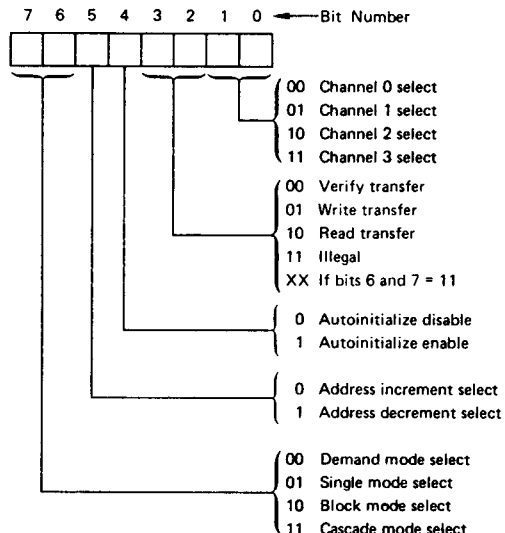 7 6 5 4 3 2 1 0 Bit Number
00 Channel 0 select
01 Channel 1 select
10 Channel 2 select
11 Channel 3 select
00 Verify transfer
01 Write transfer
10 Read transfer
11 Illegal
XX If bits 6 and 7 = 11
0 Autoinitialize disable
1 Autoinitialize enable
0 Address increment select
1 Address decrement select
00 Demand mode select
01 Single mode select
10 Block mode select
11 Cascade mode select